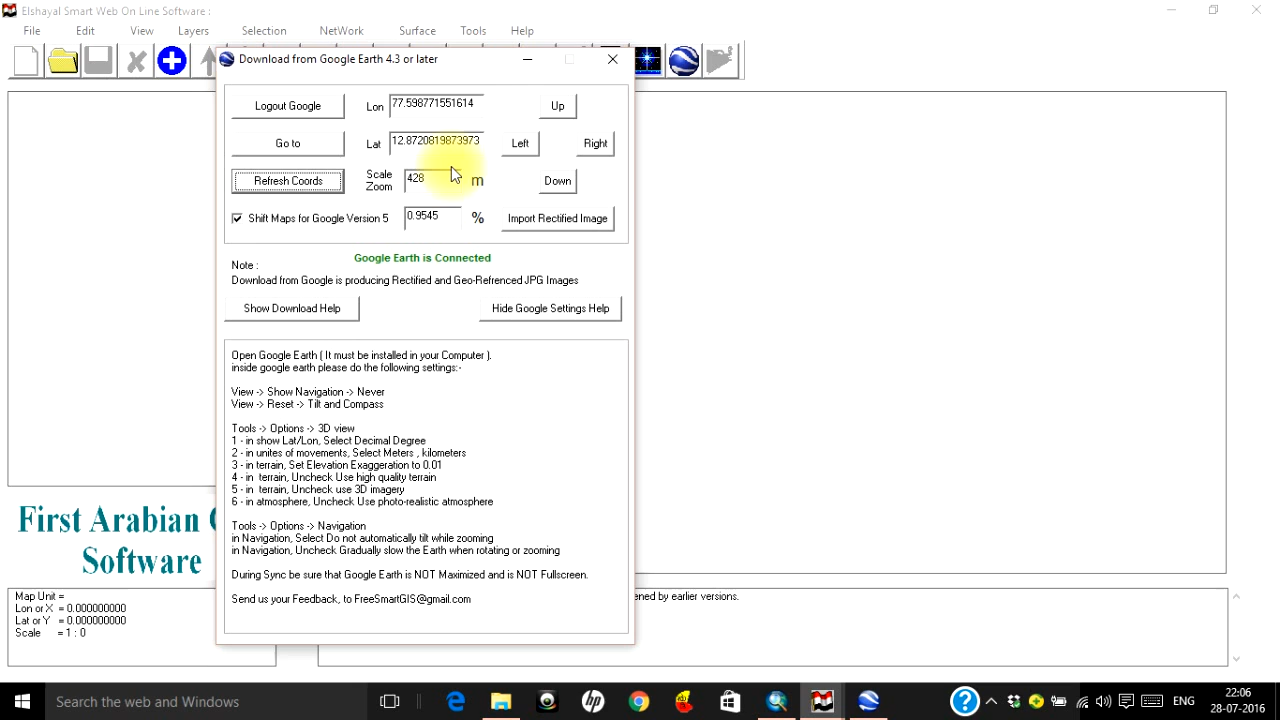 Elshayal Smart Web On Line Software :
File Edit View Layers Selection NetWork Surface Tools Help
Download from Google Earth 4.3 or later
Logout Google Lon 77.598771551614 Up
Go to Lat 12.8720819873973 Left Right
Refresh Coords Scale Zoom 428 m Down
Shift Maps for Google Version 5 0.9545 % Import Rectified Image
Google Earth is Connected
Note :
Download from Google is producing Rectified and Geo-Refrenced JPG Images
Show Download Help Hide Google Settings Help
Open Google Earth ( It must be installed in your Computer ).
inside google earth please do the following settings:-
View -> Show Navigation -> Never
View -> Reset -> Tilt and Compass
Tools -> Options -> 3D view
1 - in show Lat/Lon, Select Decimal Degree
2 - in unites of movements, Select Meters , kilometers
3 - in terrain, Set Elevation Exaggeration to 0.01
4 - in terrain, Uncheck Use high quality terrain
5 - in terrain, Uncheck use 3D imagery
6 - in atmosphere, Uncheck Use photo-realistic atmosphere
Tools -> Options -> Navigation
in Navigation, Select Do not automatically tilt while zooming
in Navigation, Uncheck Gradually slow the Earth when rotating or zooming
During Sync be sure that Google Earth is NOT Maximized and is NOT Fullscreen.
Send us your Feedback, to FreeSmartGIS@gmail.com
First Arabian
Software
Map Unit =
Lon or X = 0.000000000
Lat or Y = 0.000000000
Scale = 1 : 0
ened by earlier versions.
Search the web and Windows
ENG
22:06
28-07-2016